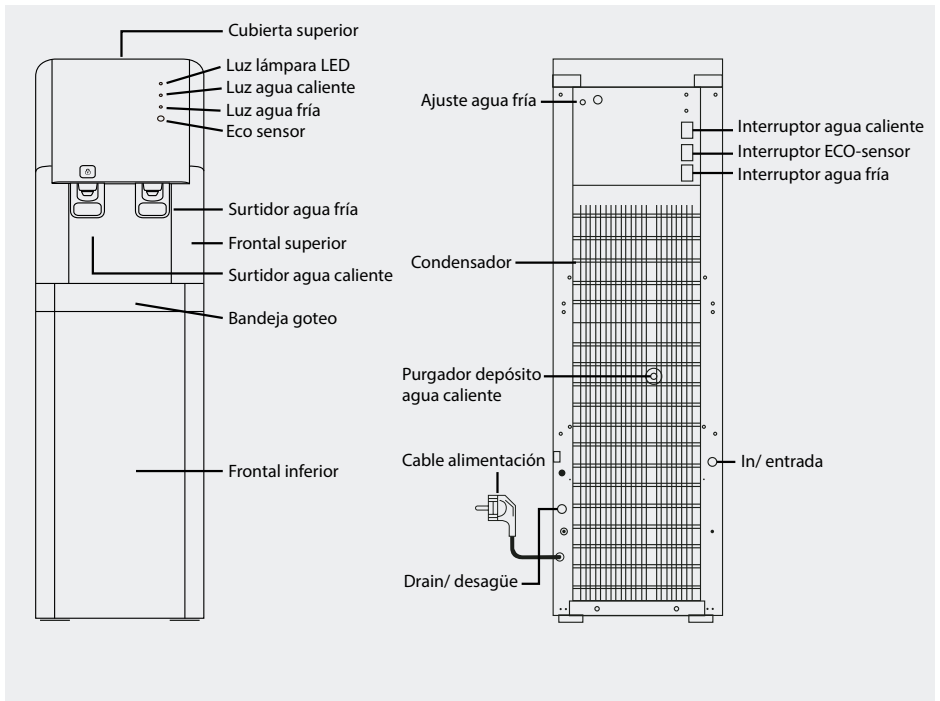 Cubierta superior
Luz lámpara LED
Luz agua caliente
Luz agua fría
Eco sensor
Surtidor agua fría
Frontal superior
Surtidor agua caliente
Bandeja goteo
Frontal inferior
Ajuste agua fría
Interruptor agua caliente
Interruptor ECO-sensor
Interruptor agua fría
Condensador
Purgador depósito
agua caliente
Cable alimentación
In/ entrada
Drain/ desagüe